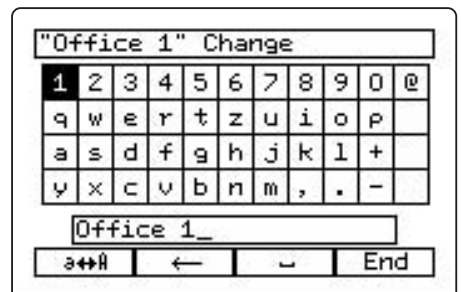 "Office 1" Change
1 2 3 4 5 6 7 8 9 0 @
q w e r t z u i o p
a s d f g h j k l +
y x c v b n m , . -
Office 1_
a↔A ← ⎵ End